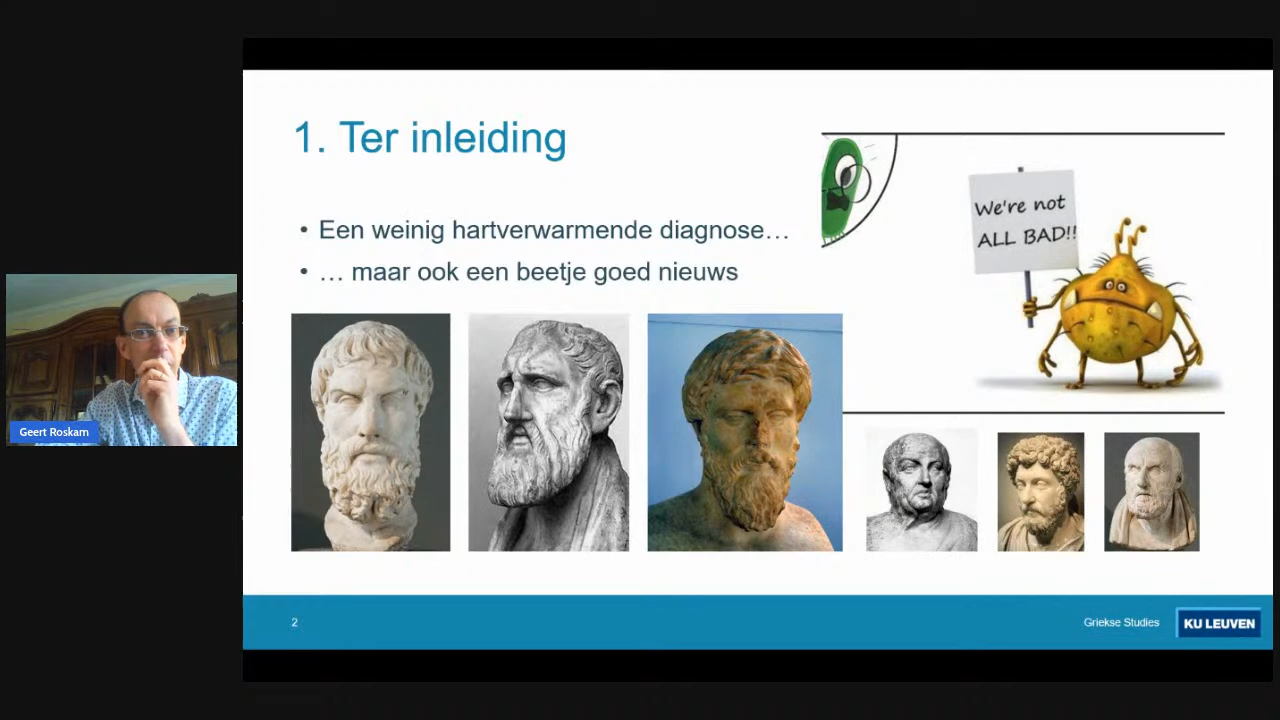 1. Ter inleiding
• Een weinig hartverwarmende diagnose…
• … maar ook een beetje goed nieuws
We're not
ALL BAD!!
Geert Roskam
2
Griekse Studies
KU LEUVEN